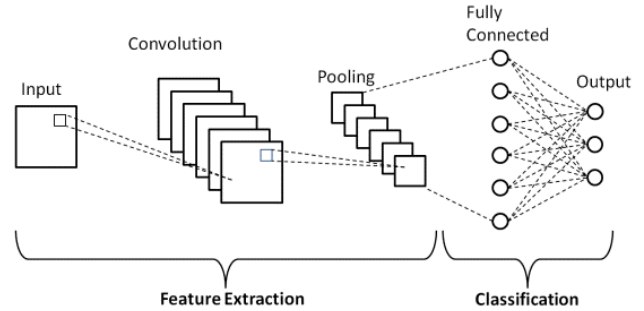 Input
Convolution
Pooling
Fully
Connected
Output
Feature Extraction
Classification